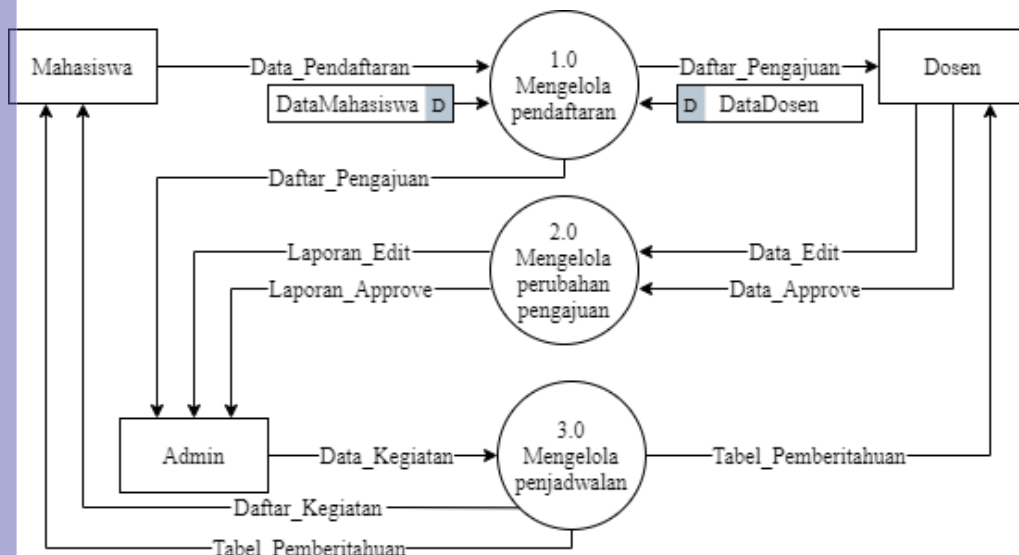 Mahasiswa
Data_Pendaftaran
1.0
Mengelola
pendaftaran
Daftar_Pengajuan
Dosen
DataMahasiswa D
D DataDosen
Daftar_Pengajuan
2.0
Mengelola
perubahan
pengajuan
Laporan_Edit
Data_Edit
Laporan_Approve
Data_Approve
Admin
Data_Kegiatan
3.0
Mengelola
penjadwalan
Tabel_Pemberitahuan
Daftar_Kegiatan
Tabel_Pemberitahuan